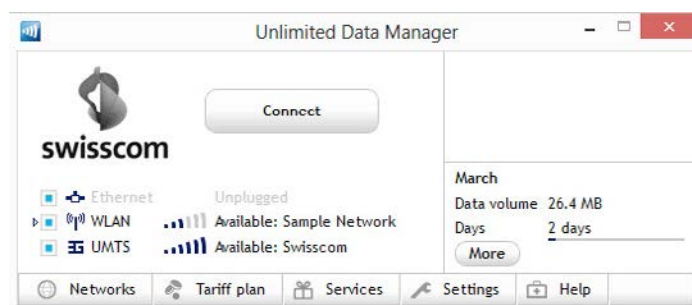 Unlimited Data Manager
Connect
swisscom
Ethernet Unplugged
WLAN Available: Sample Network
3G UMTS Available: Swisscom
March
Data volume 26.4 MB
Days 2 days
More
Networks Tariff plan Services Settings Help